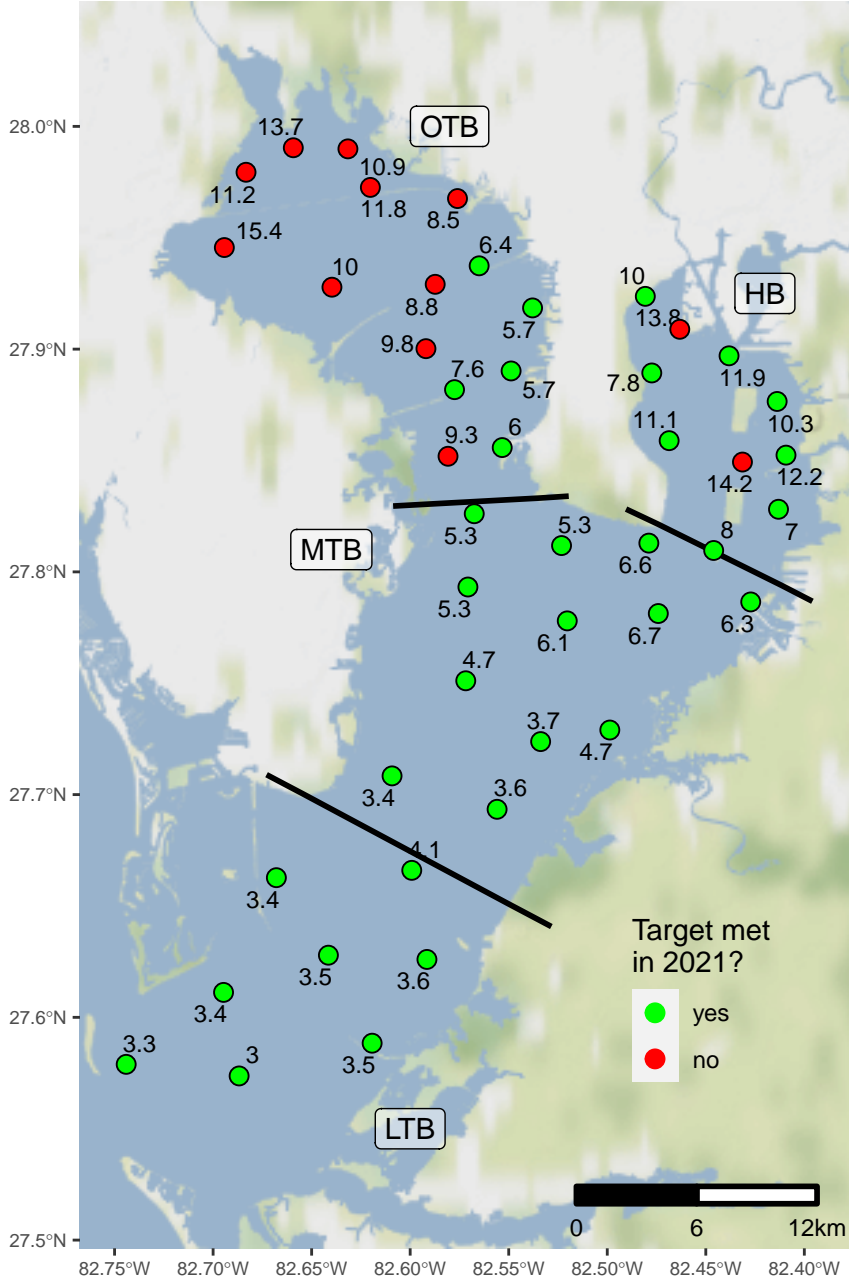 28.0°N
27.9°N
27.8°N
27.7°N
27.6°N
27.5°N
OTB
13.7
10.9
11.2
11.8
8.5
15.4
6.4
10
8.8
5.7
9.8
7.6
5.7
9.3
6
HB
10
13.8
11.9
7.8
10.3
11.1
14.2
12.2
7
8
MTB
5.3
5.3
6.6
5.3
6.1
6.7
6.3
4.7
3.7
4.7
3.4
3.6
4.1
3.4
3.5
3.6
3.4
3.3
3
3.5
LTB
Target met
in 2021?
yes
no
0 6 12km
82.75°W 82.70°W 82.65°W 82.60°W 82.55°W 82.50°W 82.45°W 82.40°W